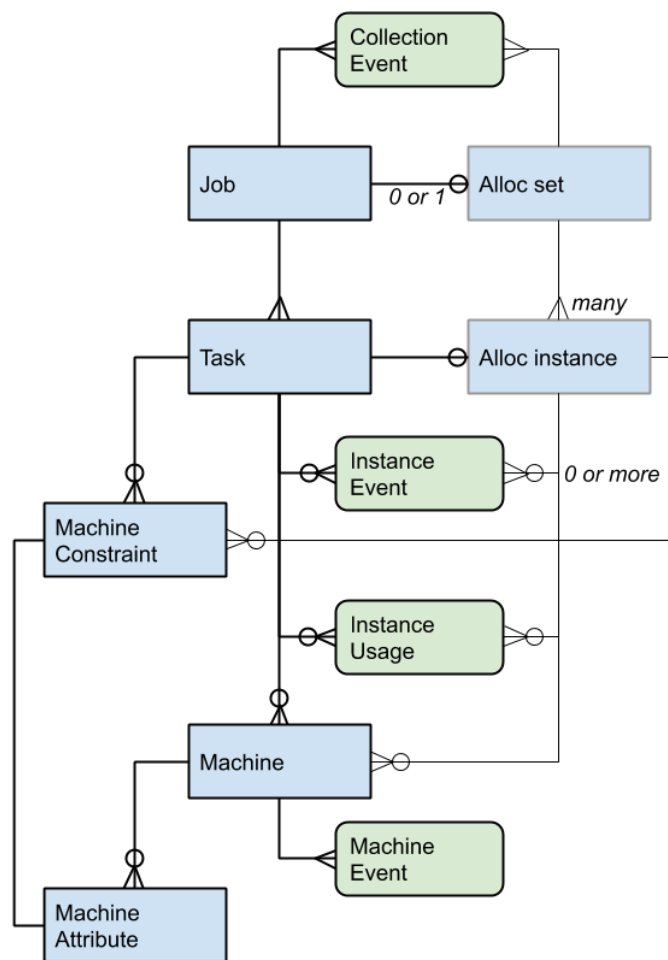 Collection
Event
Job
0 or 1
Alloc set
many
Task
Alloc instance
Instance
Event
0 or more
Machine
Constraint
Instance
Usage
Machine
Machine
Event
Machine
Attribute